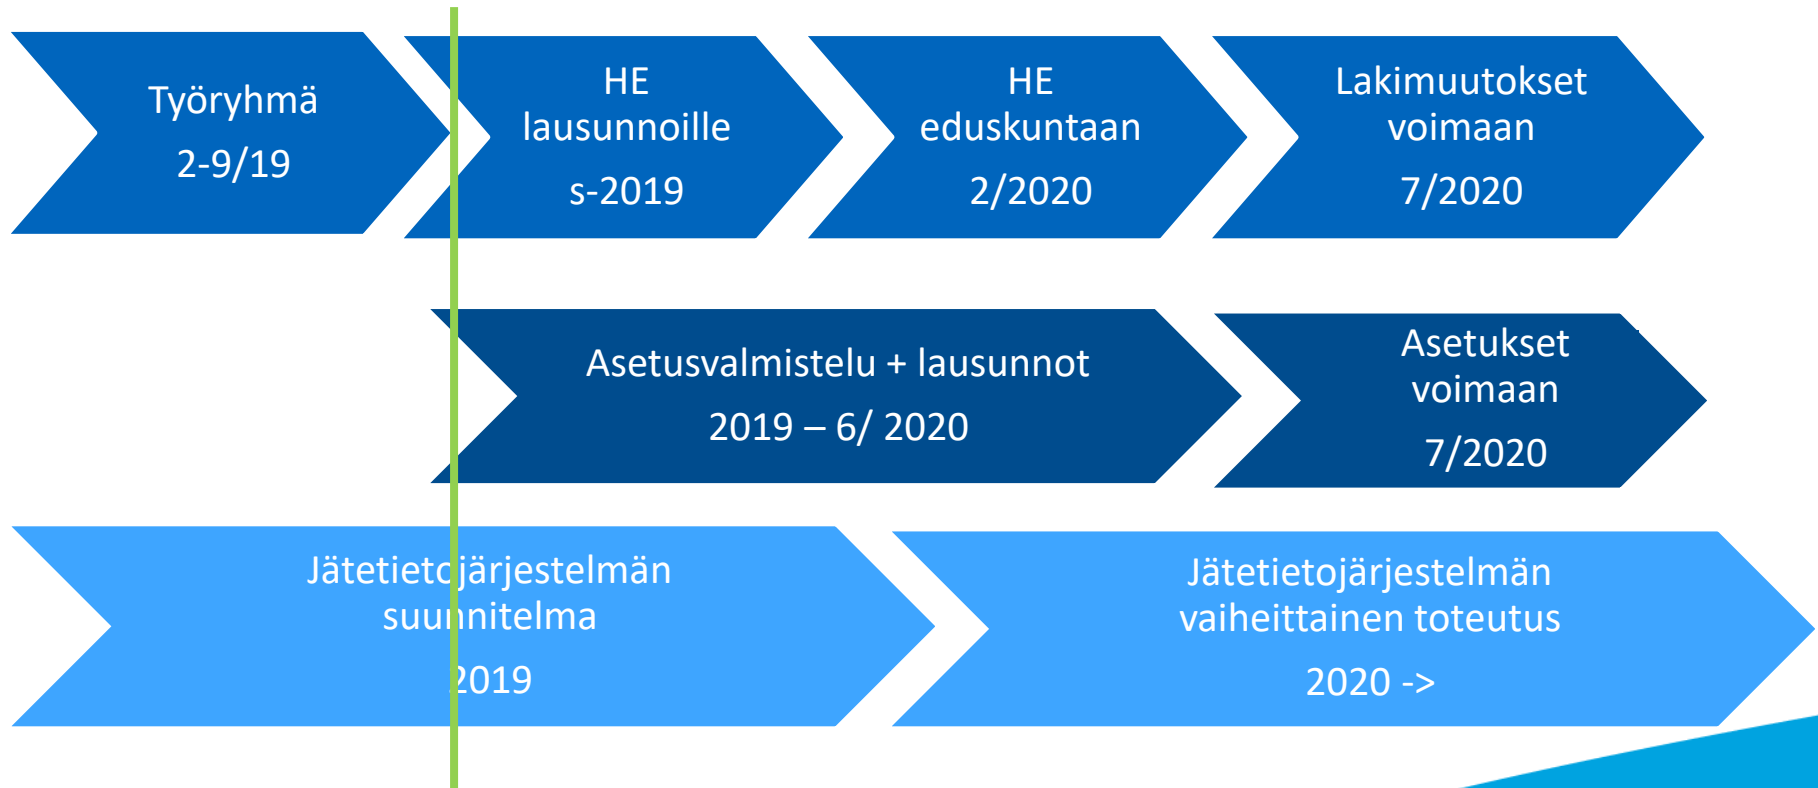 Työryhmä
2-9/19
HE
lausunnoille
s-2019
HE
eduskuntaan
2/2020
Lakimuutokset
voimaan
7/2020
Asetusvalmistelu + lausunnot
2019 – 6/ 2020
Asetukset
voimaan
7/2020
Jätetietojärjestelmän
suunnitelma
2019
Jätetietojärjestelmän
vaiheittainen toteutus
2020 ->